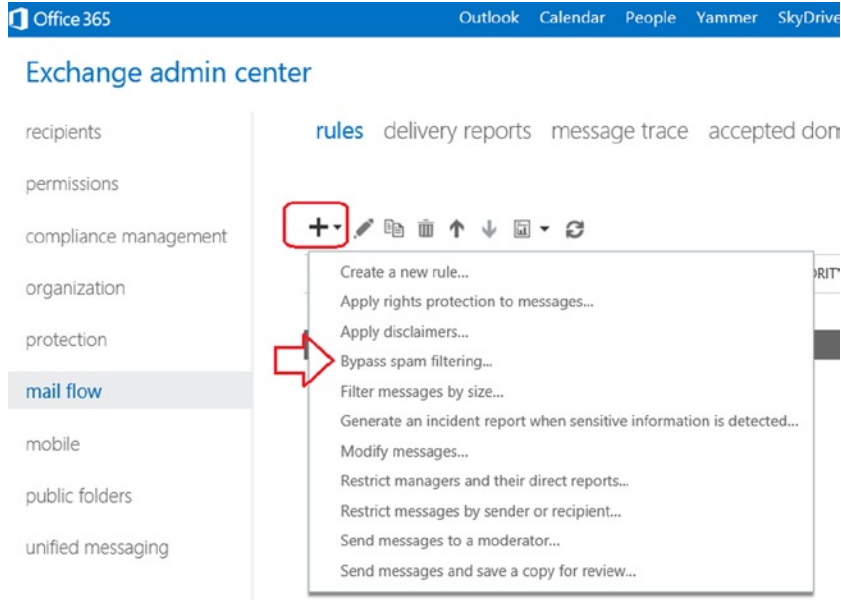 Office 365 Outlook Calendar People Yammer SkyDrive
Exchange admin center
rules delivery reports message trace accepted dom
recipients
permissions
compliance management
organization
protection
mail flow
mobile
public folders
unified messaging
Create a new rule...
Apply rights protection to messages...
Apply disclaimers...
Bypass spam filtering...
Filter messages by size...
Generate an incident report when sensitive information is detected...
Modify messages...
Restrict managers and their direct reports...
Restrict messages by sender or recipient...
Send messages to a moderator...
Send messages and save a copy for review...